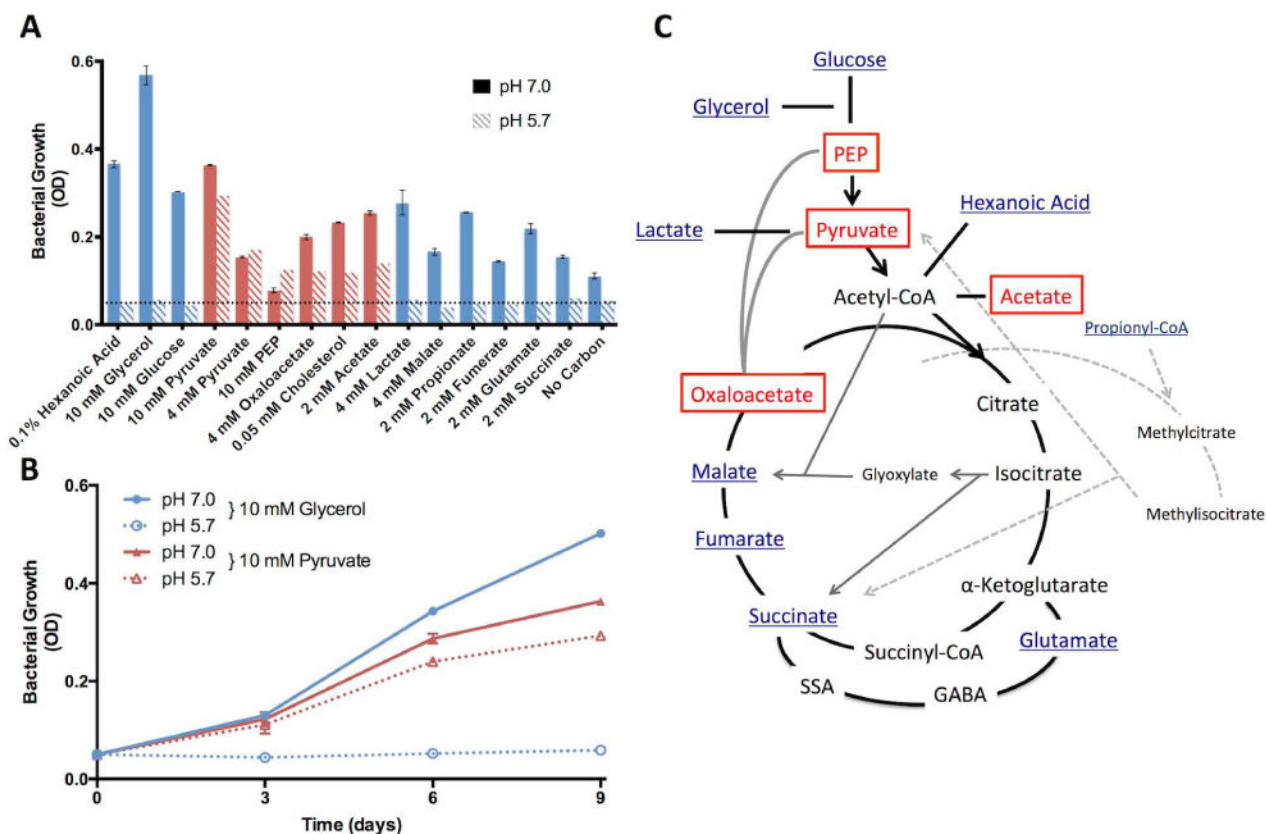 A
Bacterial Growth
(OD)
0.6
0.4
0.2
0.0
pH 7.0
pH 5.7
0.1% Hexanoic Acid
10 mM Glycerol
10 mM Glucose
10 mM Pyruvate
4 mM Pyruvate
10 mM PEP
4 mM Oxaloacetate
0.05 mM Cholesterol
2 mM Acetate
4 mM Lactate
4 mM Malate
2 mM Propionate
2 mM Fumerate
2 mM Glutamate
2 mM Succinate
No Carbon
B
Bacterial Growth
(OD)
0.6
0.4
0.2
0.0
pH 7.0
pH 5.7
} 10 mM Glycerol
pH 7.0
pH 5.7
} 10 mM Pyruvate
0 3 6 9
Time (days)
C
Glucose
Glycerol
PEP
Hexanoic Acid
Lactate
Pyruvate
Acetyl-CoA
Acetate
Propionyl-CoA
Oxaloacetate
Citrate
Methylcitrate
Malate
Glyoxylate
Isocitrate
Methylisocitrate
Fumarate
α-Ketoglutarate
Succinate
Succinyl-CoA
Glutamate
SSA
GABA